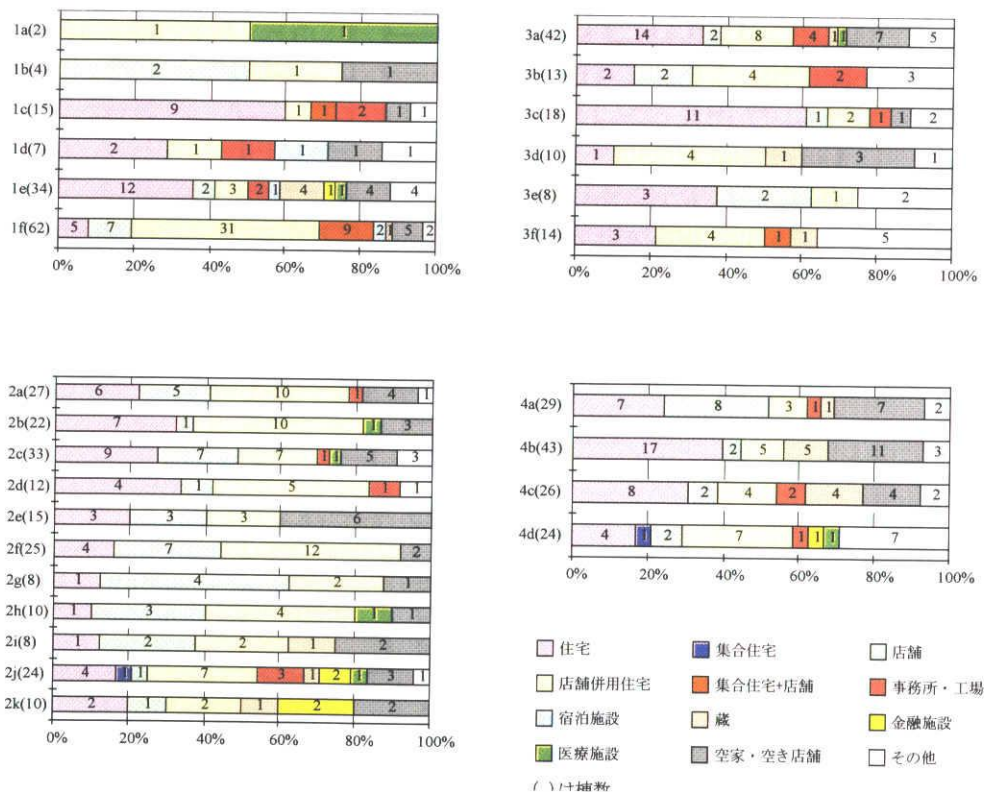 1a(2) 1 1
1b(4) 2 1 1
1c(15) 9 1 1 2 1 1
1d(7) 2 1 1 1 1 1
1e(34) 12 2 3 2 1 4 1 1 4 4
1f(62) 5 7 31 9 2 1 5 2
0% 20% 40% 60% 80% 100%
3a(42) 14 2 8 4 1 1 7 5
3b(13) 2 2 4 2 3
3c(18) 11 1 2 1 1 2
3d(10) 1 4 1 3 1
3e(8) 3 2 1 2
3f(14) 3 4 1 1 5
0% 20% 40% 60% 80% 100%
2a(27) 6 5 10 1 4 1
2b(22) 7 1 10 1 3
2c(33) 9 7 7 1 1 5 3
2d(12) 4 1 5 1 1
2e(15) 3 3 3 6
2f(25) 4 7 12 2
2g(8) 1 4 2 1
2h(10) 1 3 4 1 1
2i(8) 1 2 2 1 2
2j(24) 4 1 1 7 3 1 2 1 3 1
2k(10) 2 1 2 1 2 2
0% 20% 40% 60% 80% 100%
4a(29) 7 8 3 1 1 7 2
4b(43) 17 2 5 5 11 3
4c(26) 8 2 4 2 4 4 2
4d(24) 4 1 2 7 1 1 1 7
0% 20% 40% 60% 80% 100%
住宅 集合住宅 店舗
店舗併用住宅 集合住宅+店舗 事務所・工場
宿泊施設 蔵 金融施設
医療施設 空家・空き店舗 その他
( )は棟数